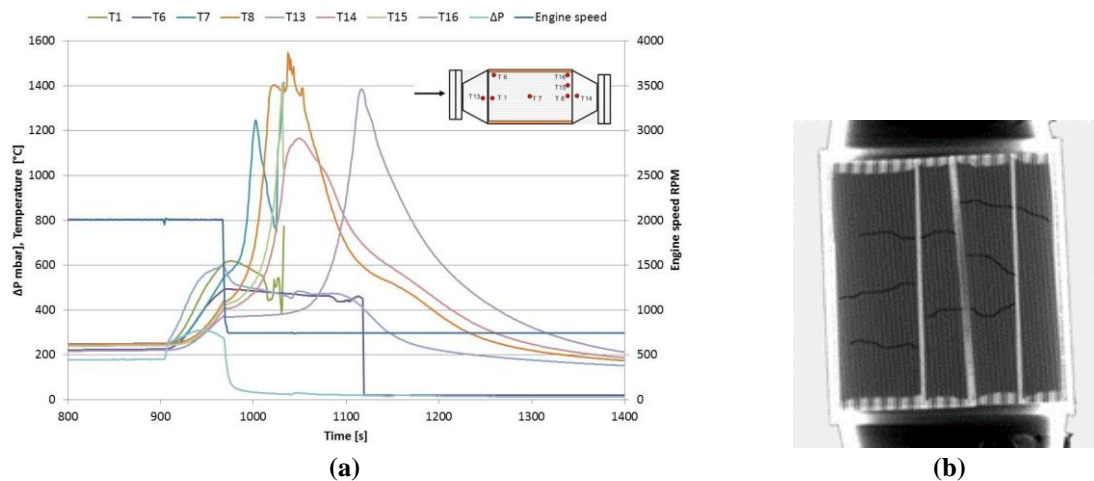 T1 T6 T7 T8 T13 T14 T15 T16 ΔP Engine speed
1600
1400
1200
1000
800
600
400
200
0
ΔP mbar], Temperature [°C]
4000
3500
3000
2500
2000
1500
1000
500
0
Engine speed RPM
T 6
T16
T15
T13
T 1
T 7
T 8
T14
800 900 1000 1100 1200 1300 1400
Time [s]
(a)
(b)